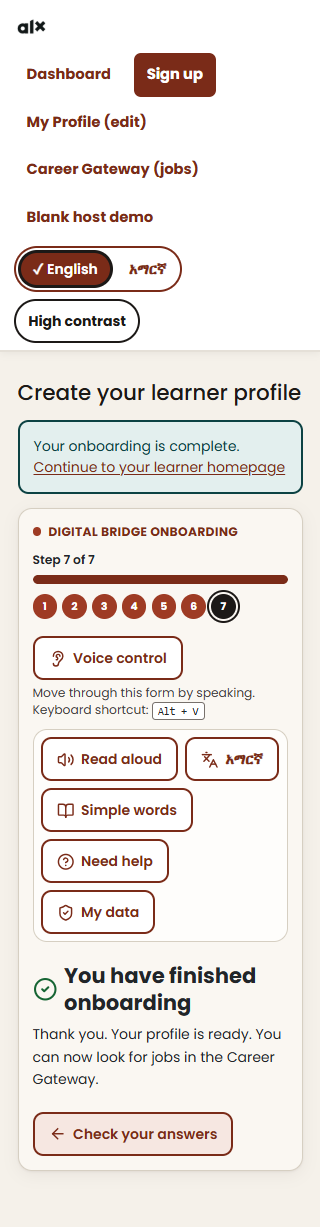 alx
Dashboard
Sign up
My Profile (edit)
Career Gateway (jobs)
Blank host demo
✓ English
አማርኛ
High contrast
Create your learner profile
Your onboarding is complete.
Continue to your learner homepage
DIGITAL BRIDGE ONBOARDING
Step 7 of 7
1 2 3 4 5 6 7
Voice control
Move through this form by speaking.
Keyboard shortcut: Alt + V
Read aloud
አማርኛ
Simple words
Need help
My data
You have finished
onboarding
Thank you. Your profile is ready. You
can now look for jobs in the Career
Gateway.
Check your answers